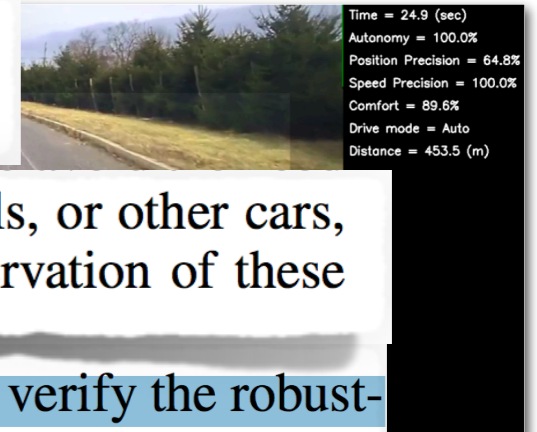 Time = 24.9 (sec)
Autonomy = 100.0%
Position Precision = 64.8%
Speed Precision = 100.0%
Comfort = 89.6%
Drive mode = Auto
Distance = 453.5 (m)
ls, or other cars,
rvation of these
verify the robust-